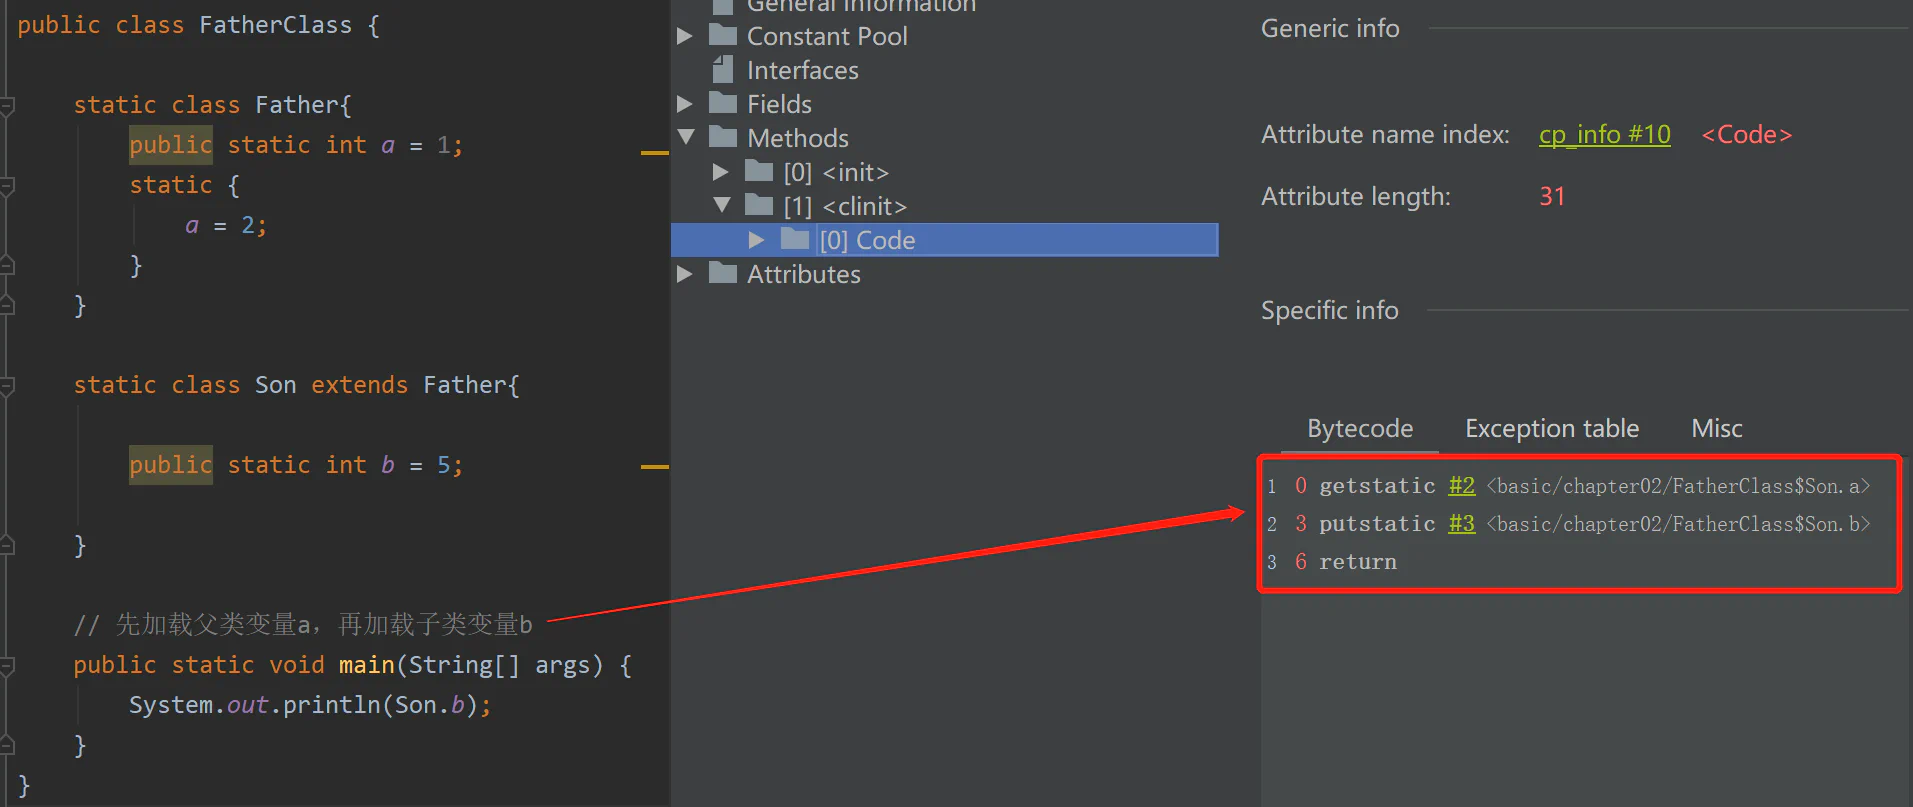 public class FatherClass {
static class Father{
public static int a = 1;
static {
a = 2;
}
}
static class Son extends Father{
public static int b = 5;
}
// 先加载父类变量a，再加载子类变量b
public static void main(String[] args) {
System.out.println(Son.b);
}
}
General Information
Constant Pool
Interfaces
Fields
Methods
[0] <init>
[1] <clinit>
[0] Code
Attributes
Generic info
Attribute name index: cp_info #10 <Code>
Attribute length: 31
Specific info
Bytecode Exception table Misc
1 0 getstatic #2 <basic/chapter02/FatherClass$Son.a>
2 3 putstatic #3 <basic/chapter02/FatherClass$Son.b>
3 6 return